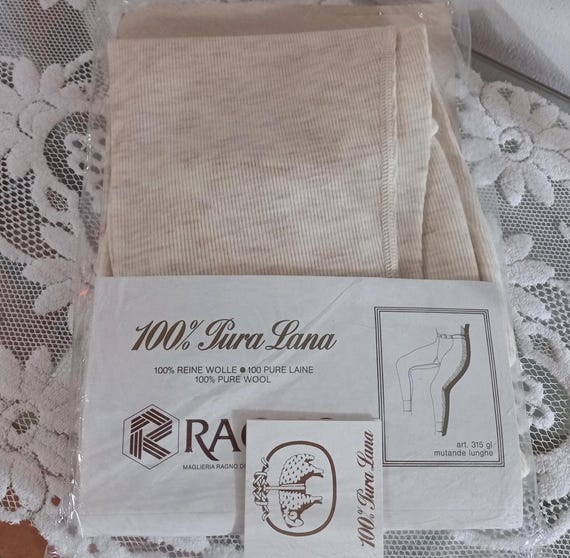 100% Pura Lana
100% REINE WOLLE ● 100 PURE LAINE
100% PURE WOOL
MAGLIERIA RAGNO
art. 315 gl
mutande lunghe
100% Pura Lana